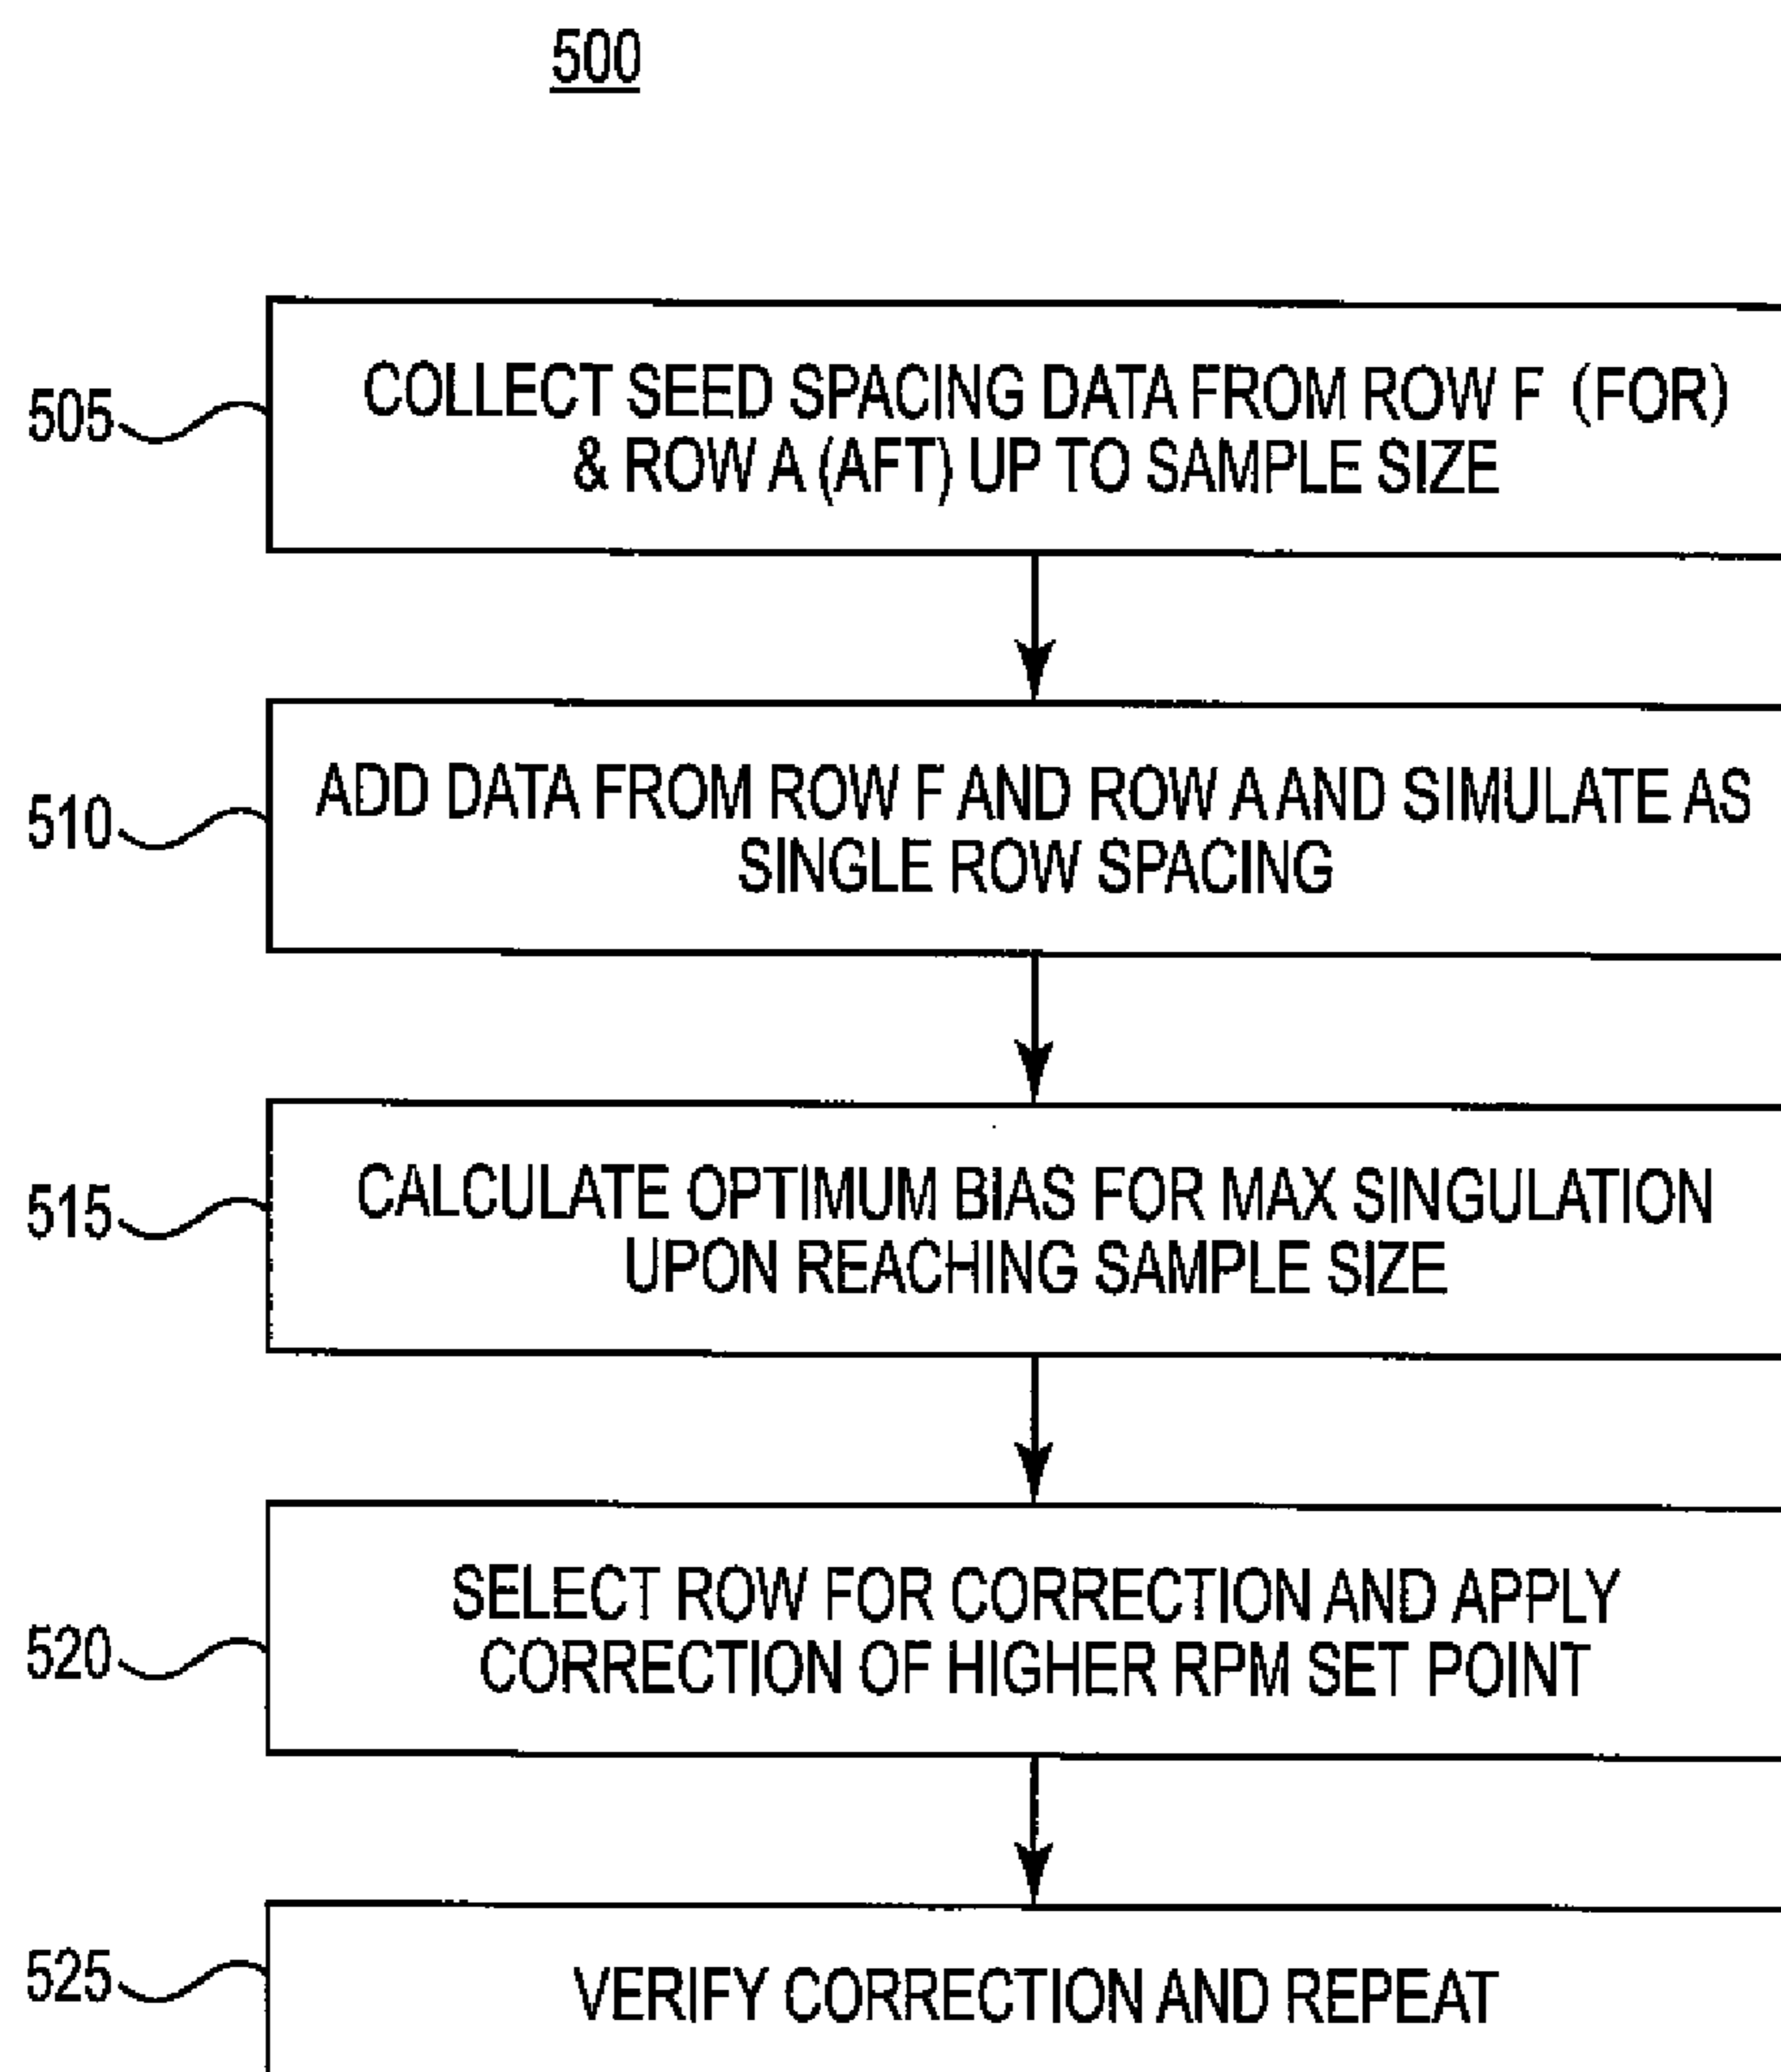 500
505
COLLECT SEED SPACING DATA FROM ROW F (FOR)
& ROW A (AFT) UP TO SAMPLE SIZE
510
ADD DATA FROM ROW F AND ROW A AND SIMULATE AS
SINGLE ROW SPACING
515
CALCULATE OPTIMUM BIAS FOR MAX SINGULATION
UPON REACHING SAMPLE SIZE
520
SELECT ROW FOR CORRECTION AND APPLY
CORRECTION OF HIGHER RPM SET POINT
525
VERIFY CORRECTION AND REPEAT